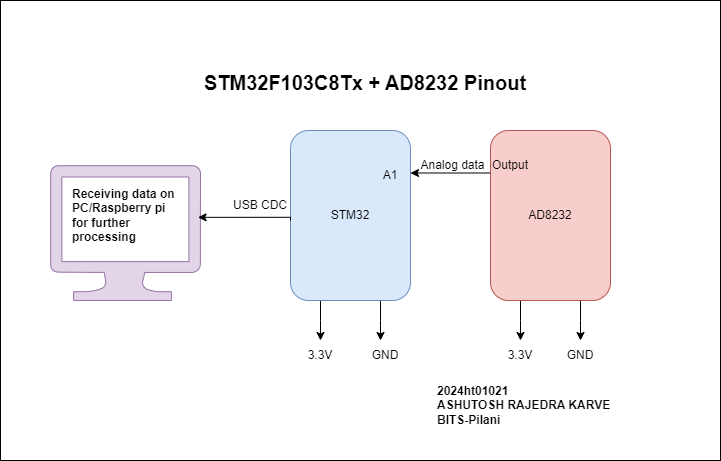 STM32F103C8Tx + AD8232 Pinout
Receiving data on
PC/Raspberry pi
for further
processing
USB CDC
A1
STM32
Analog data
Output
AD8232
3.3V
GND
3.3V
GND
2024ht01021
ASHUTOSH RAJEDRA KARVE
BITS-Pilani